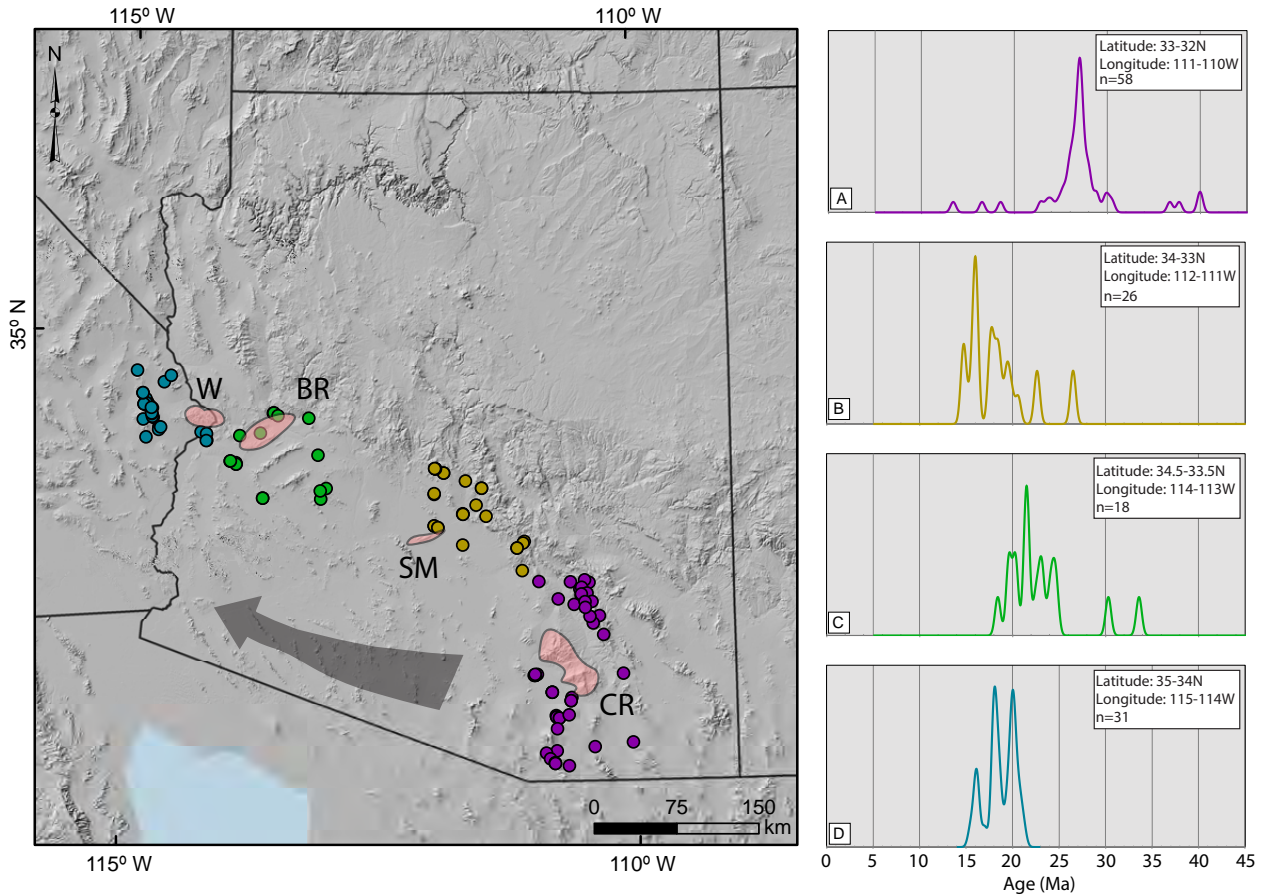 115º W
110º W
N
35º N
W
BR
SM
CR
0
75
150
km
115º W
110º W
Latitude: 33-32N
Longitude: 111-110W
n=58
A
Latitude: 34-33N
Longitude: 112-111W
n=26
B
Latitude: 34.5-33.5N
Longitude: 114-113W
n=18
C
Latitude: 35-34N
Longitude: 115-114W
n=31
D
0 5 10 15 20 25 30 35 40 45
Age (Ma)